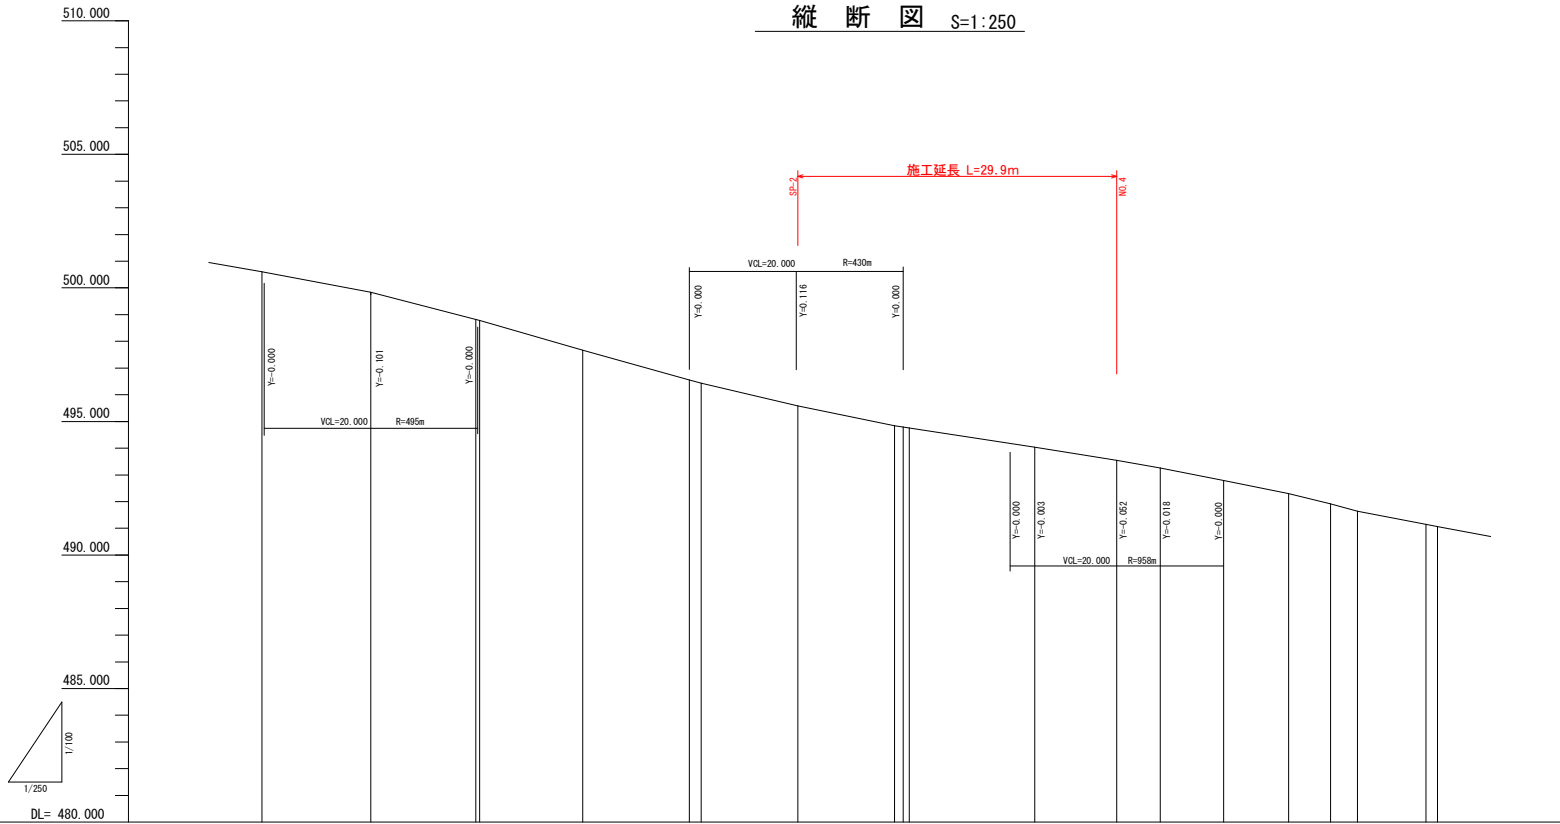 縦 断 図 S=1:250
510.000
505.000
施工延長 L=29.9m
SP-2
NO.4
500.000
VCL=20.000 R=430m
Y=0.000
Y=0.116
Y=0.000
Y=-0.000
Y=-0.101
Y=-0.000
495.000
VCL=20.000 R=495m
Y=-0.000
Y=-0.003
Y=-0.052
Y=-0.018
Y=-0.000
490.000
VCL=20.000 R=958m
485.000
1/100
1/250
DL= 480.000